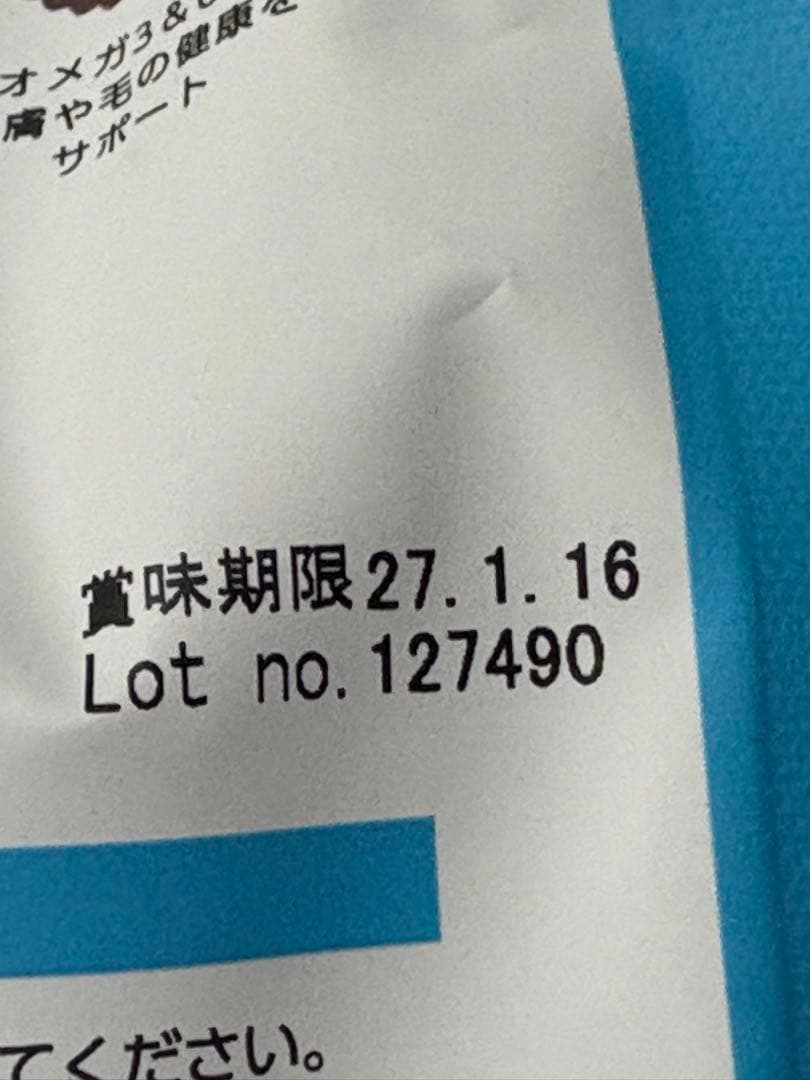 オメガ3&
膚や毛の健康を
サポート
賞味期限27.1.16
Lot no.127490
てください。